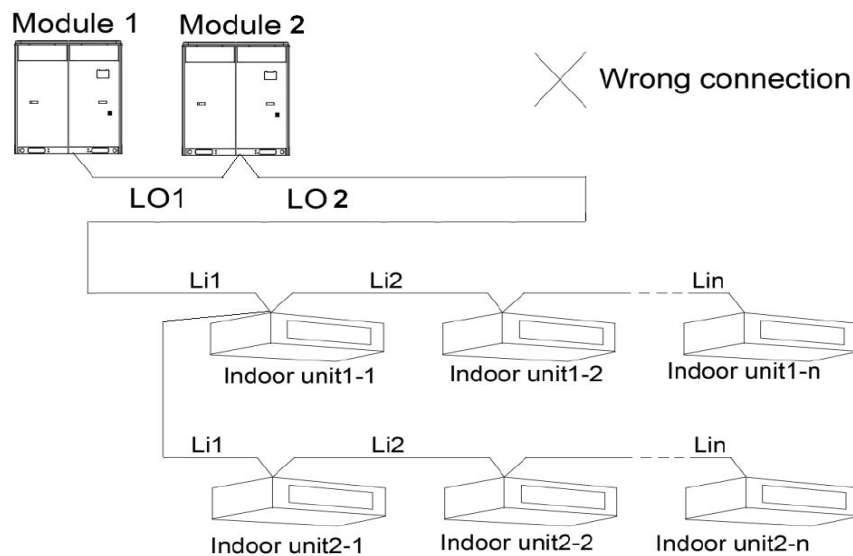 Module 1
Module 2
Wrong connection
LO1
LO 2
Li1
Li2
Lin
Indoor unit1-1
Indoor unit1-2
Indoor unit1-n
Li1
Li2
Lin
Indoor unit2-1
Indoor unit2-2
Indoor unit2-n